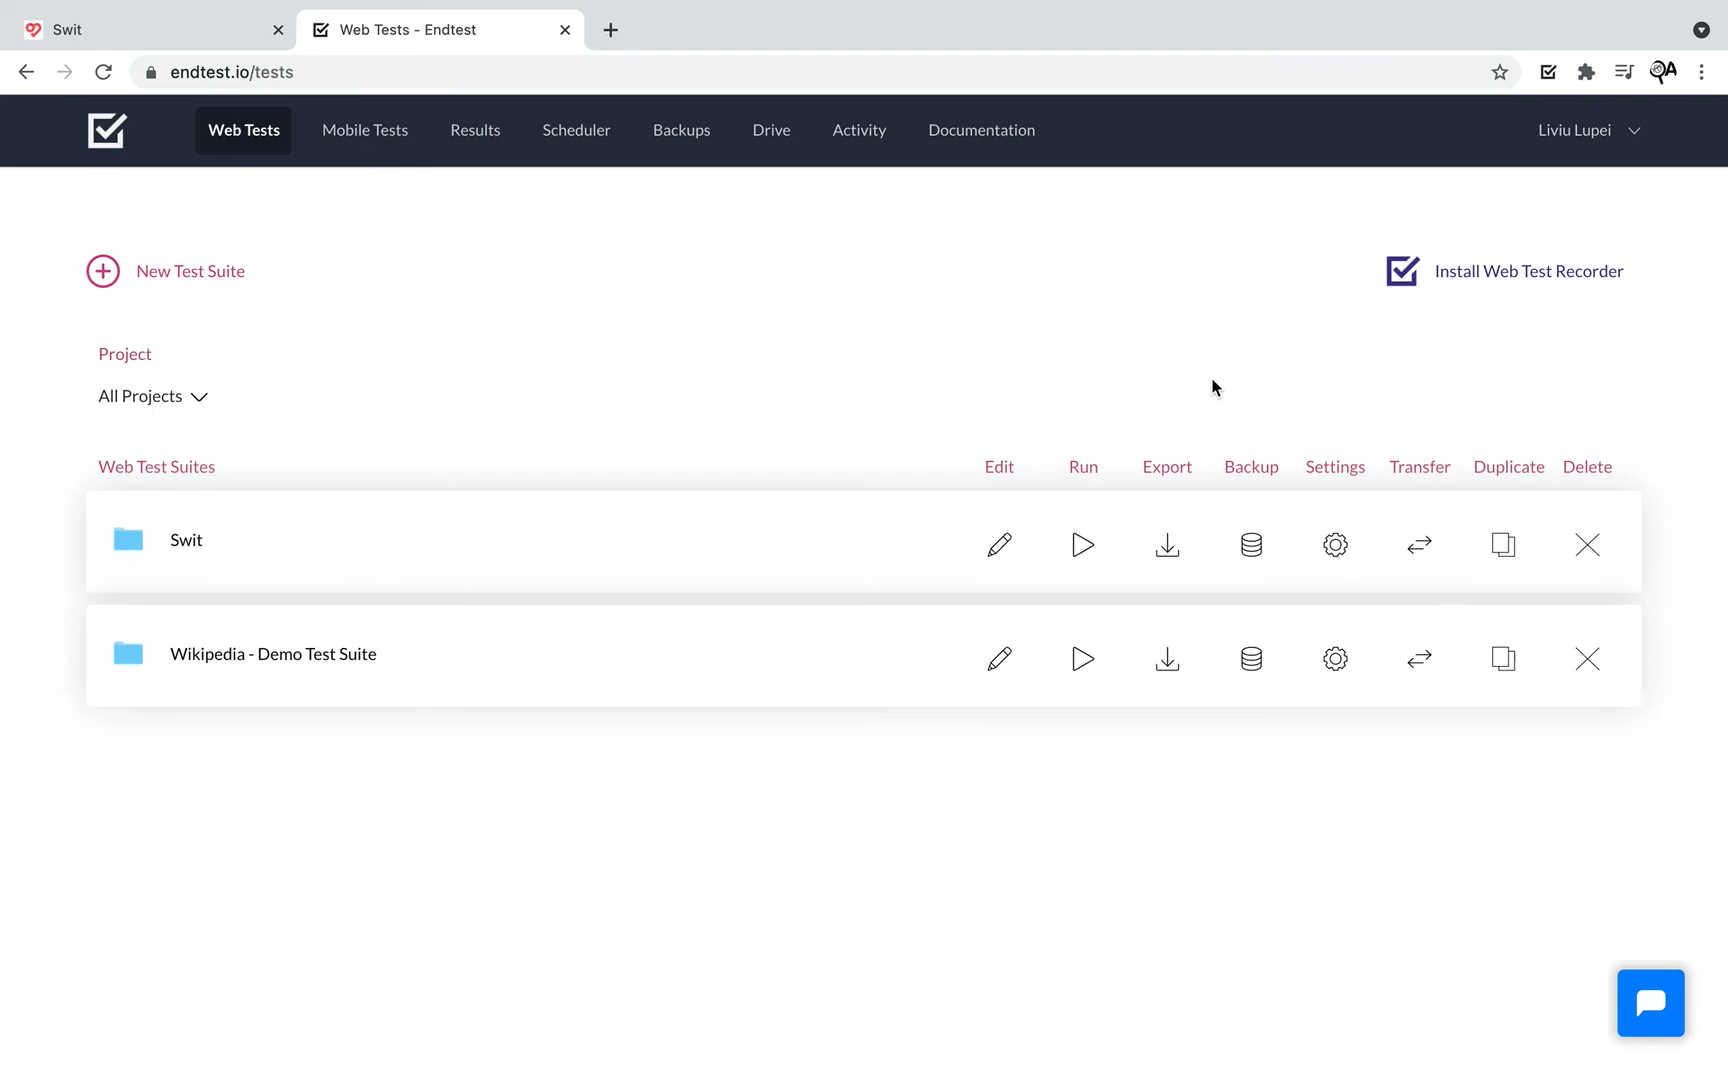 Swit
Web Tests - Endtest
endtest.io/tests
Web Tests Mobile Tests Results Scheduler Backups Drive Activity Documentation Liviu Lupei
New Test Suite Install Web Test Recorder
Project
All Projects
Web Test Suites Edit Run Export Backup Settings Transfer Duplicate Delete
Swit
Wikipedia - Demo Test Suite